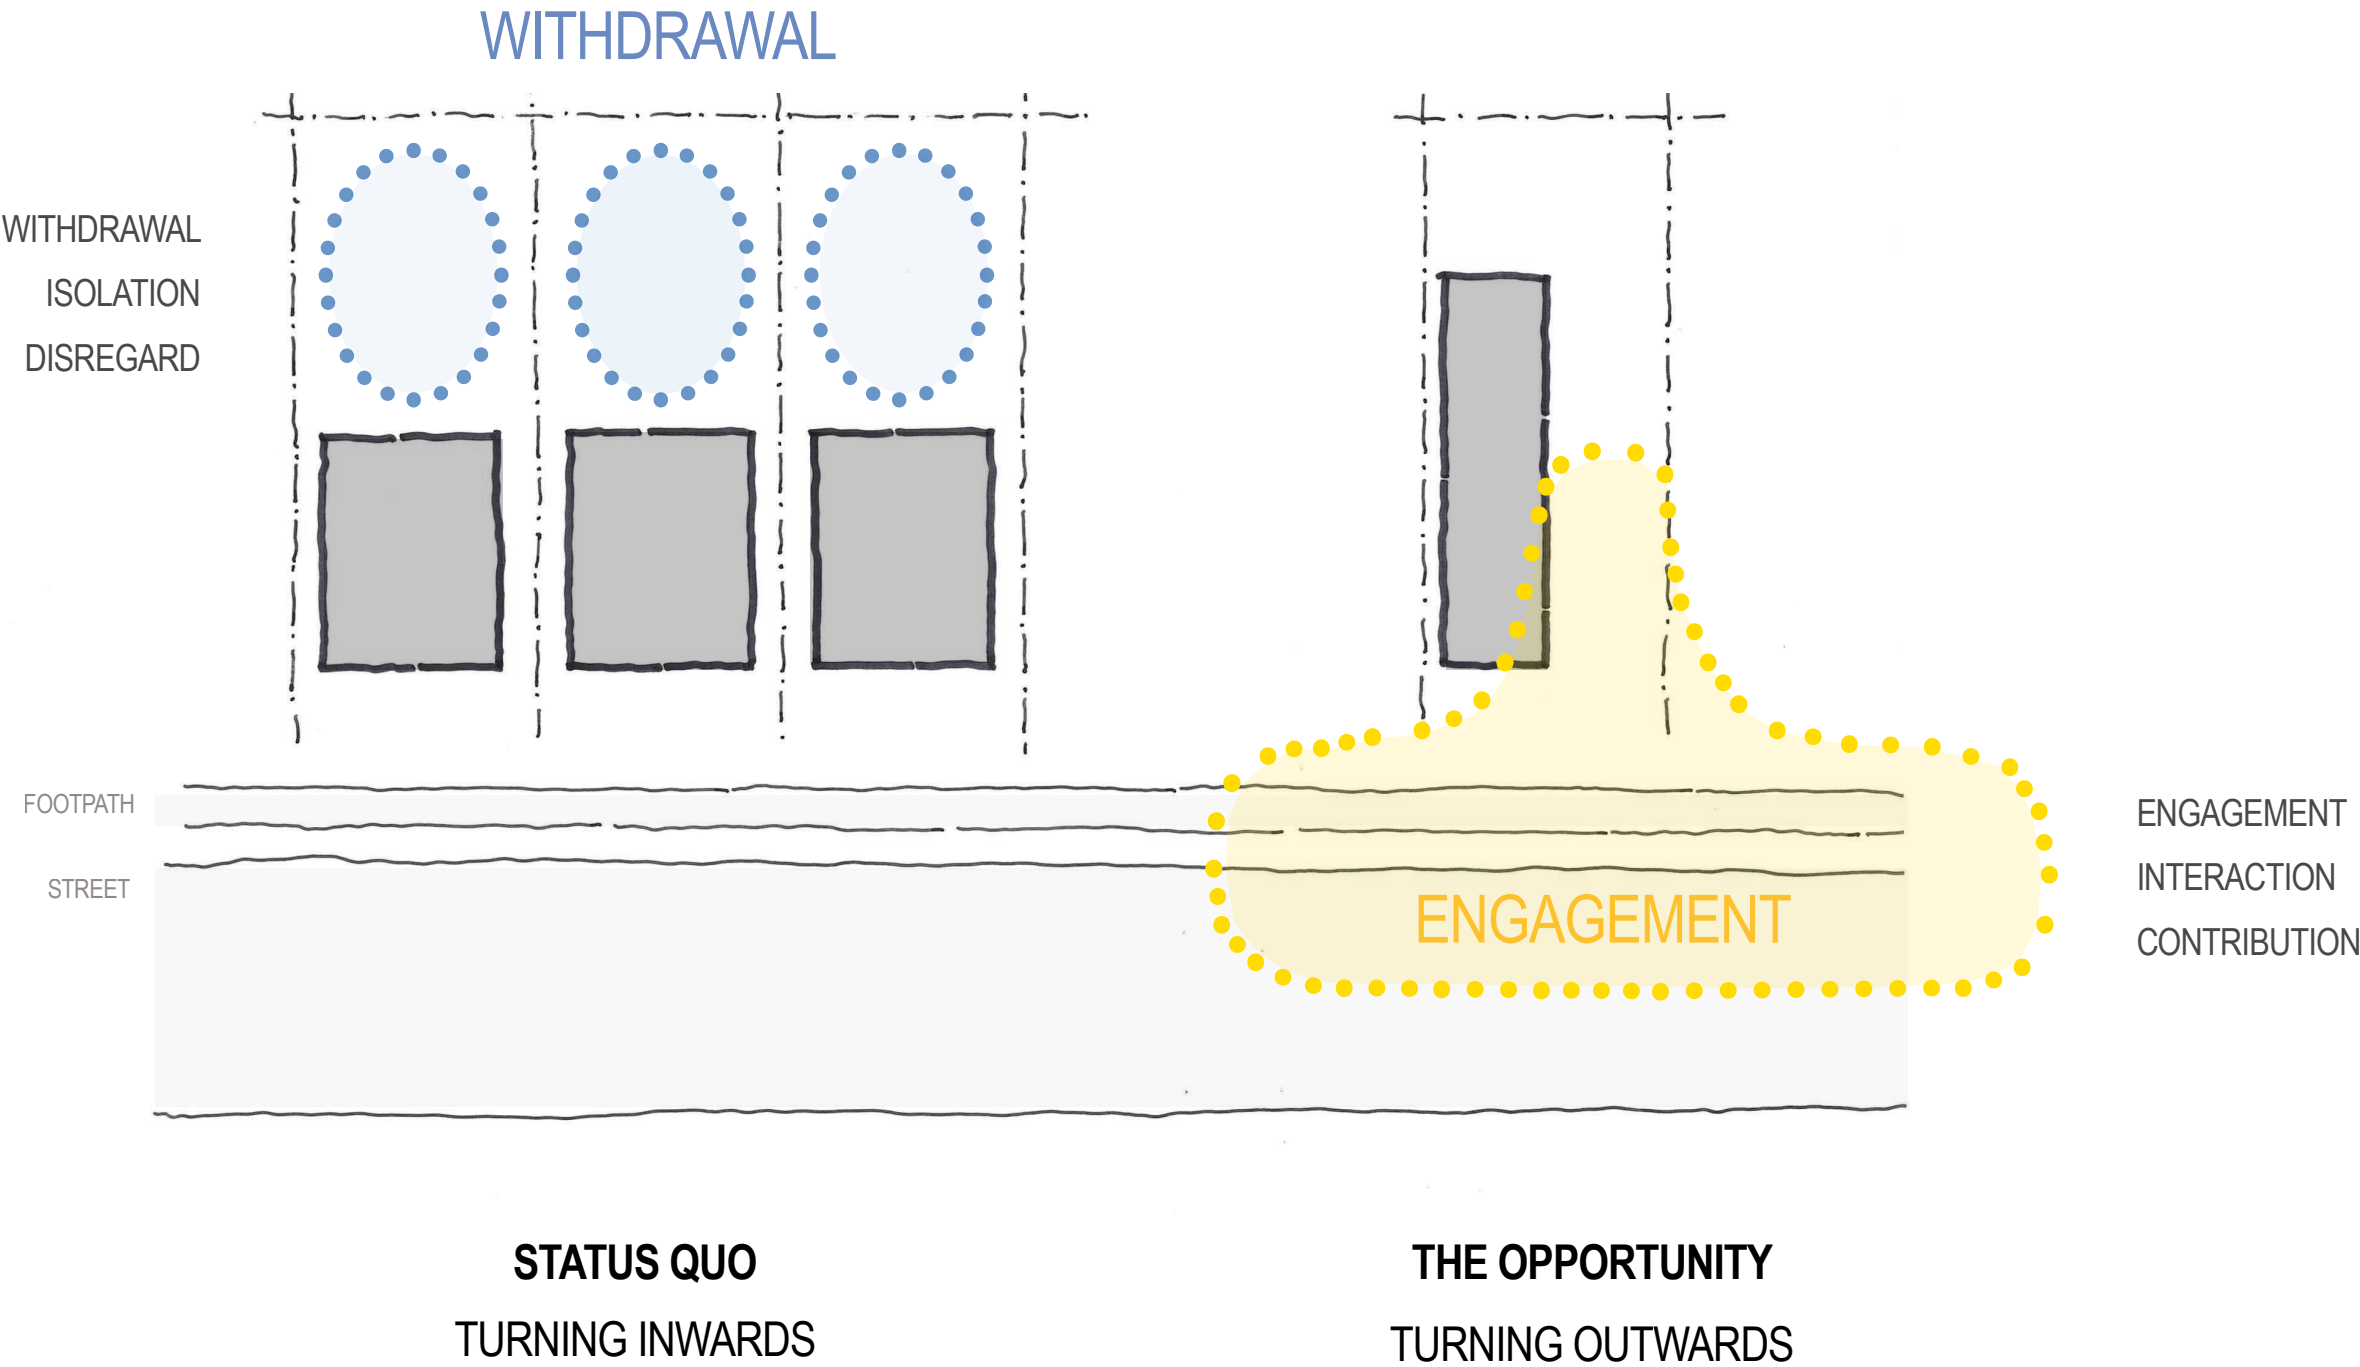 WITHDRAWAL
WITHDRAWAL
ISOLATION
DISREGARD
FOOTPATH
STREET
ENGAGEMENT
ENGAGEMENT
INTERACTION
CONTRIBUTION
STATUS QUO
TURNING INWARDS
THE OPPORTUNITY
TURNING OUTWARDS